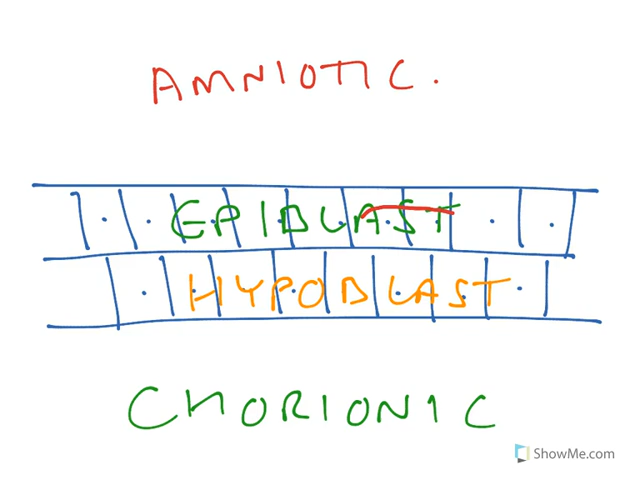 AMNIOTIC.
EPIBLAST
HYPOBLAST
CHORIONIC
ShowMe.com